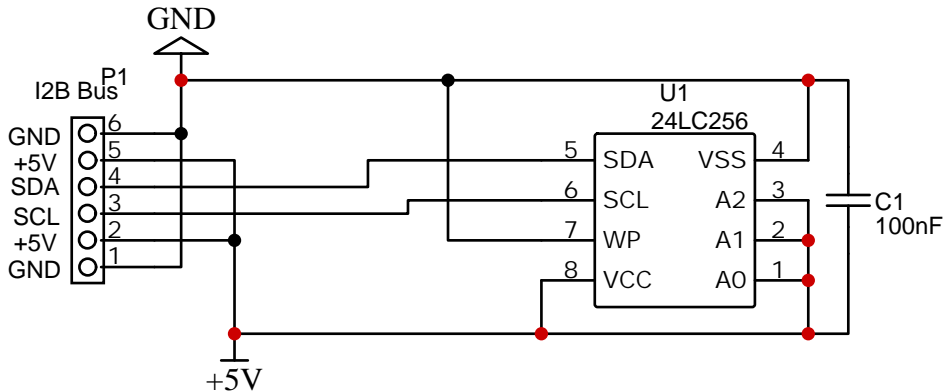 GND
P1
I2B Bus
GND 6
+5V 5
SDA 4
SCL 3
+5V 2
GND 1
+5V
U1
24LC256
5 SDA VSS 4
6 SCL A2 3
7 WP A1 2
8 VCC A0 1
C1
100nF